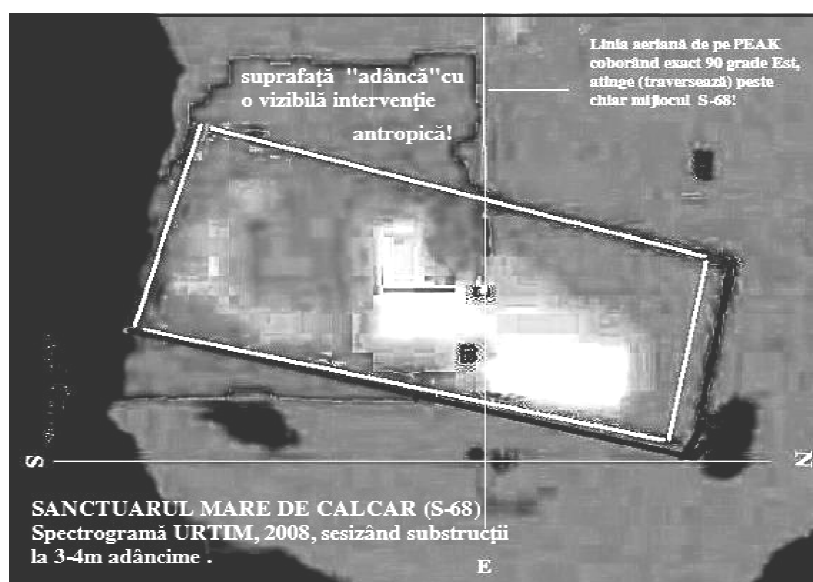 Linia aeriană de pe PEAK
coborând exact 90 grade Est,
atinge (traversează) peste
chiar mijlocul S-68!
suprafață "adâncă"cu
o vizibilă intervenție
antropică!
S
N
SANCTUARUL MARE DE CALCAR (S-68)
Spectrogramă URTIM, 2008, sesizând substrucții
la 3-4m adâncime .
E